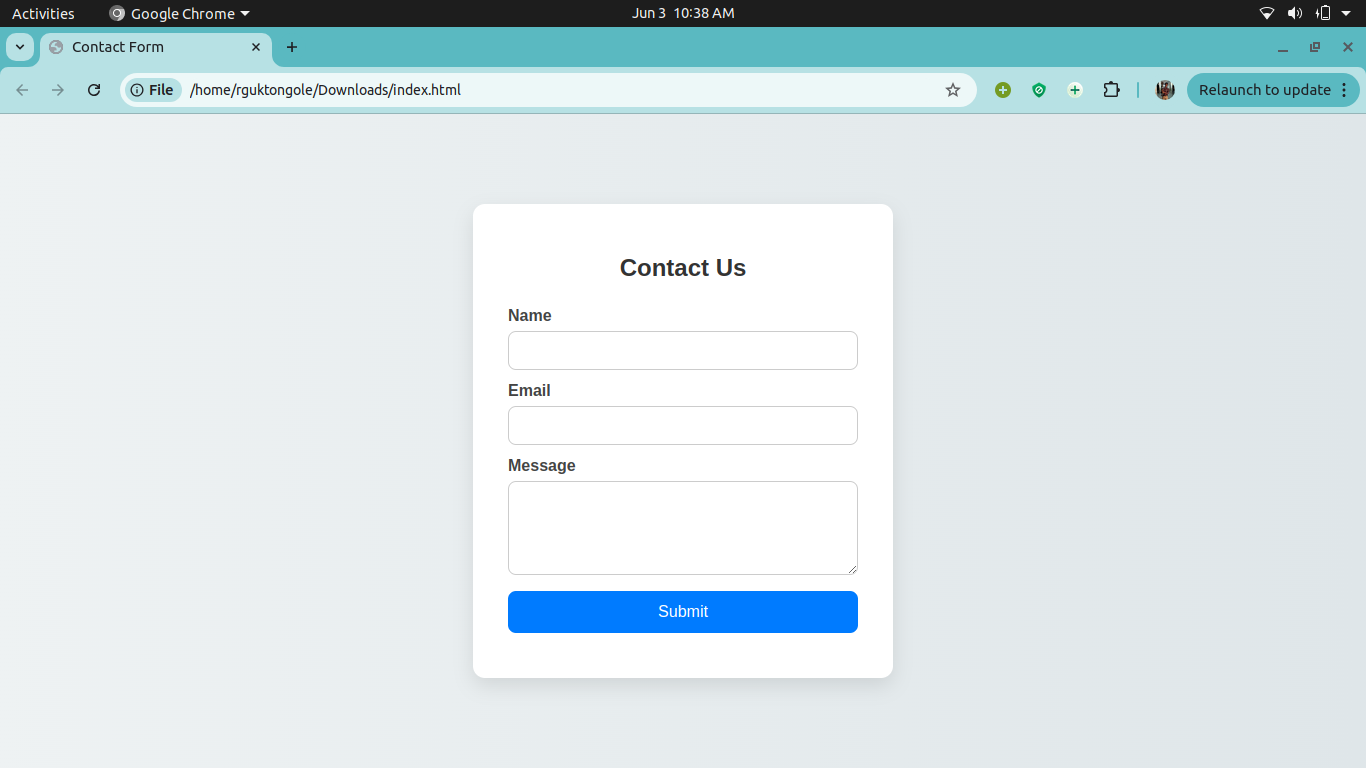 Activities Google Chrome Jun 3 10:38 AM
Contact Form
File /home/rguktongole/Downloads/index.html Relaunch to update
Contact Us
Name
Email
Message
Submit